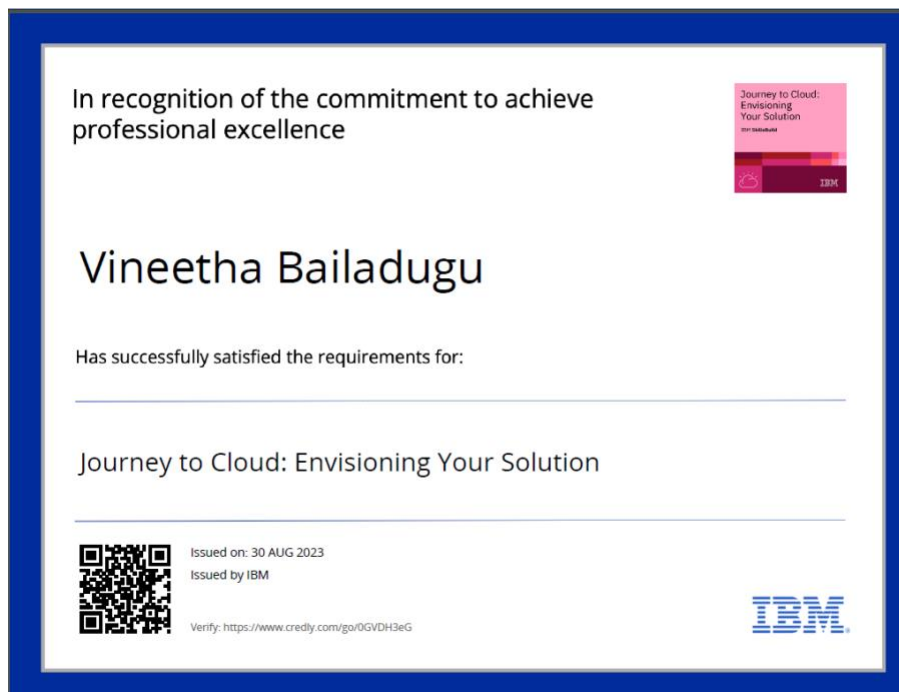 In recognition of the commitment to achieve
professional excellence
Journey to Cloud:
Envisioning
Your Solution
IBM SkillsBuild
IBM
Vineetha Bailadugu
Has successfully satisfied the requirements for:
Journey to Cloud: Envisioning Your Solution
Issued on: 30 AUG 2023
Issued by IBM
Verify: https://www.credly.com/go/0GVDH3eG
IBM.